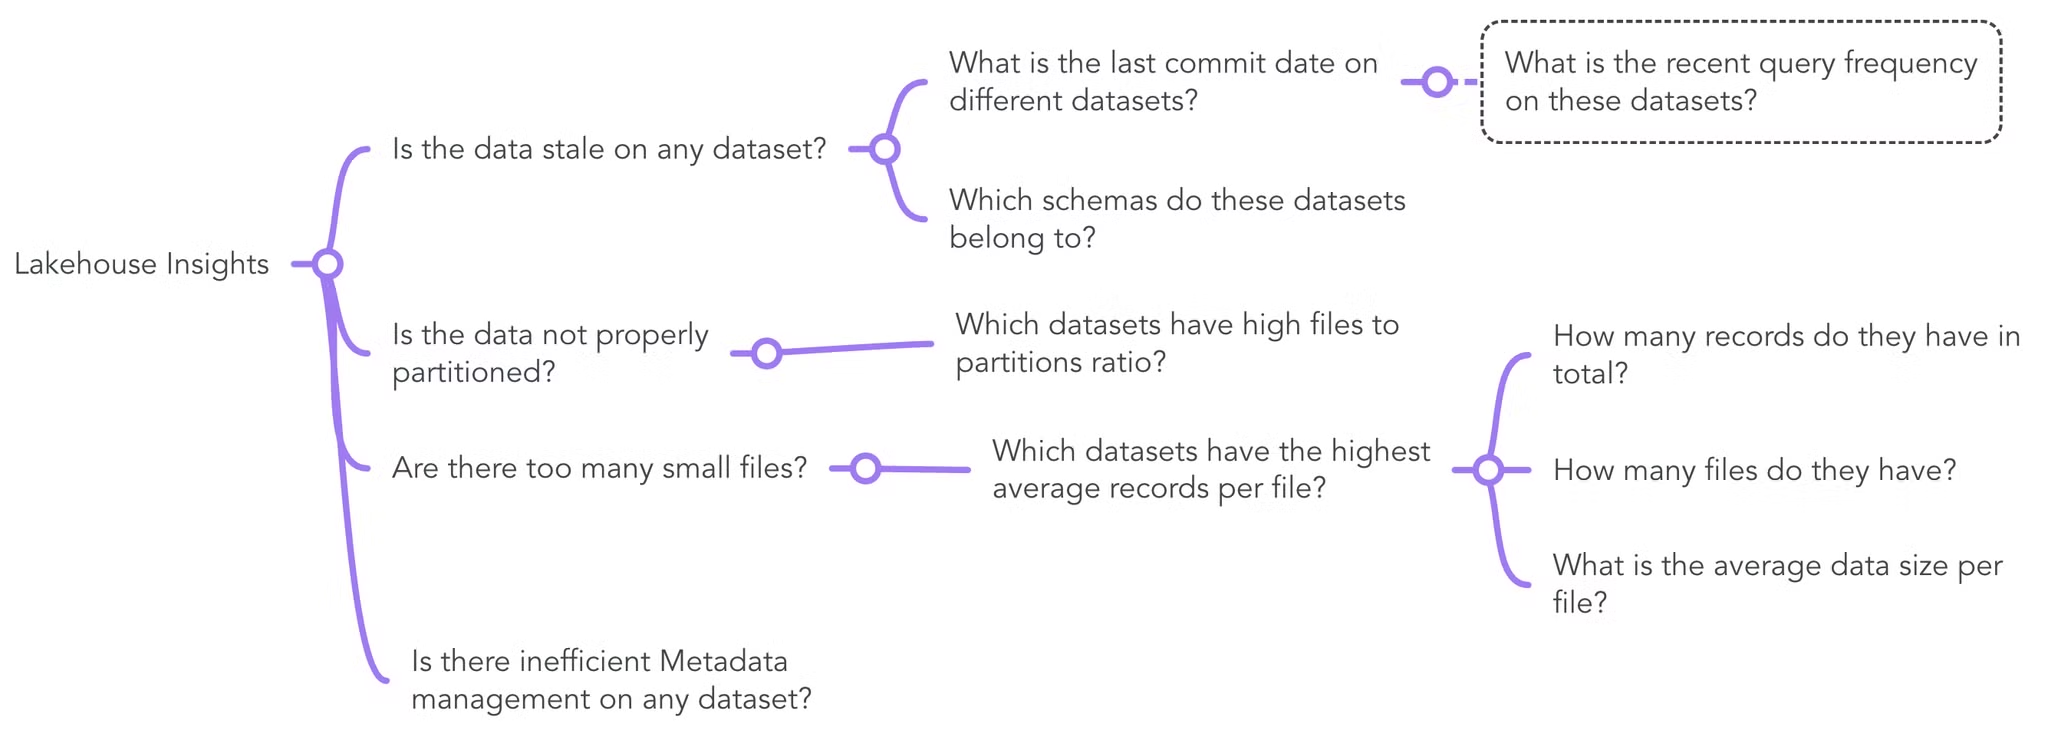 Lakehouse Insights
Is the data stale on any dataset?
What is the last commit date on
different datasets?
What is the recent query frequency
on these datasets?
Which schemas do these datasets
belong to?
Is the data not properly
partitioned?
Which datasets have high files to
partitions ratio?
Are there too many small files?
Which datasets have the highest
average records per file?
How many records do they have in
total?
How many files do they have?
What is the average data size per
file?
Is there inefficient Metadata
management on any dataset?